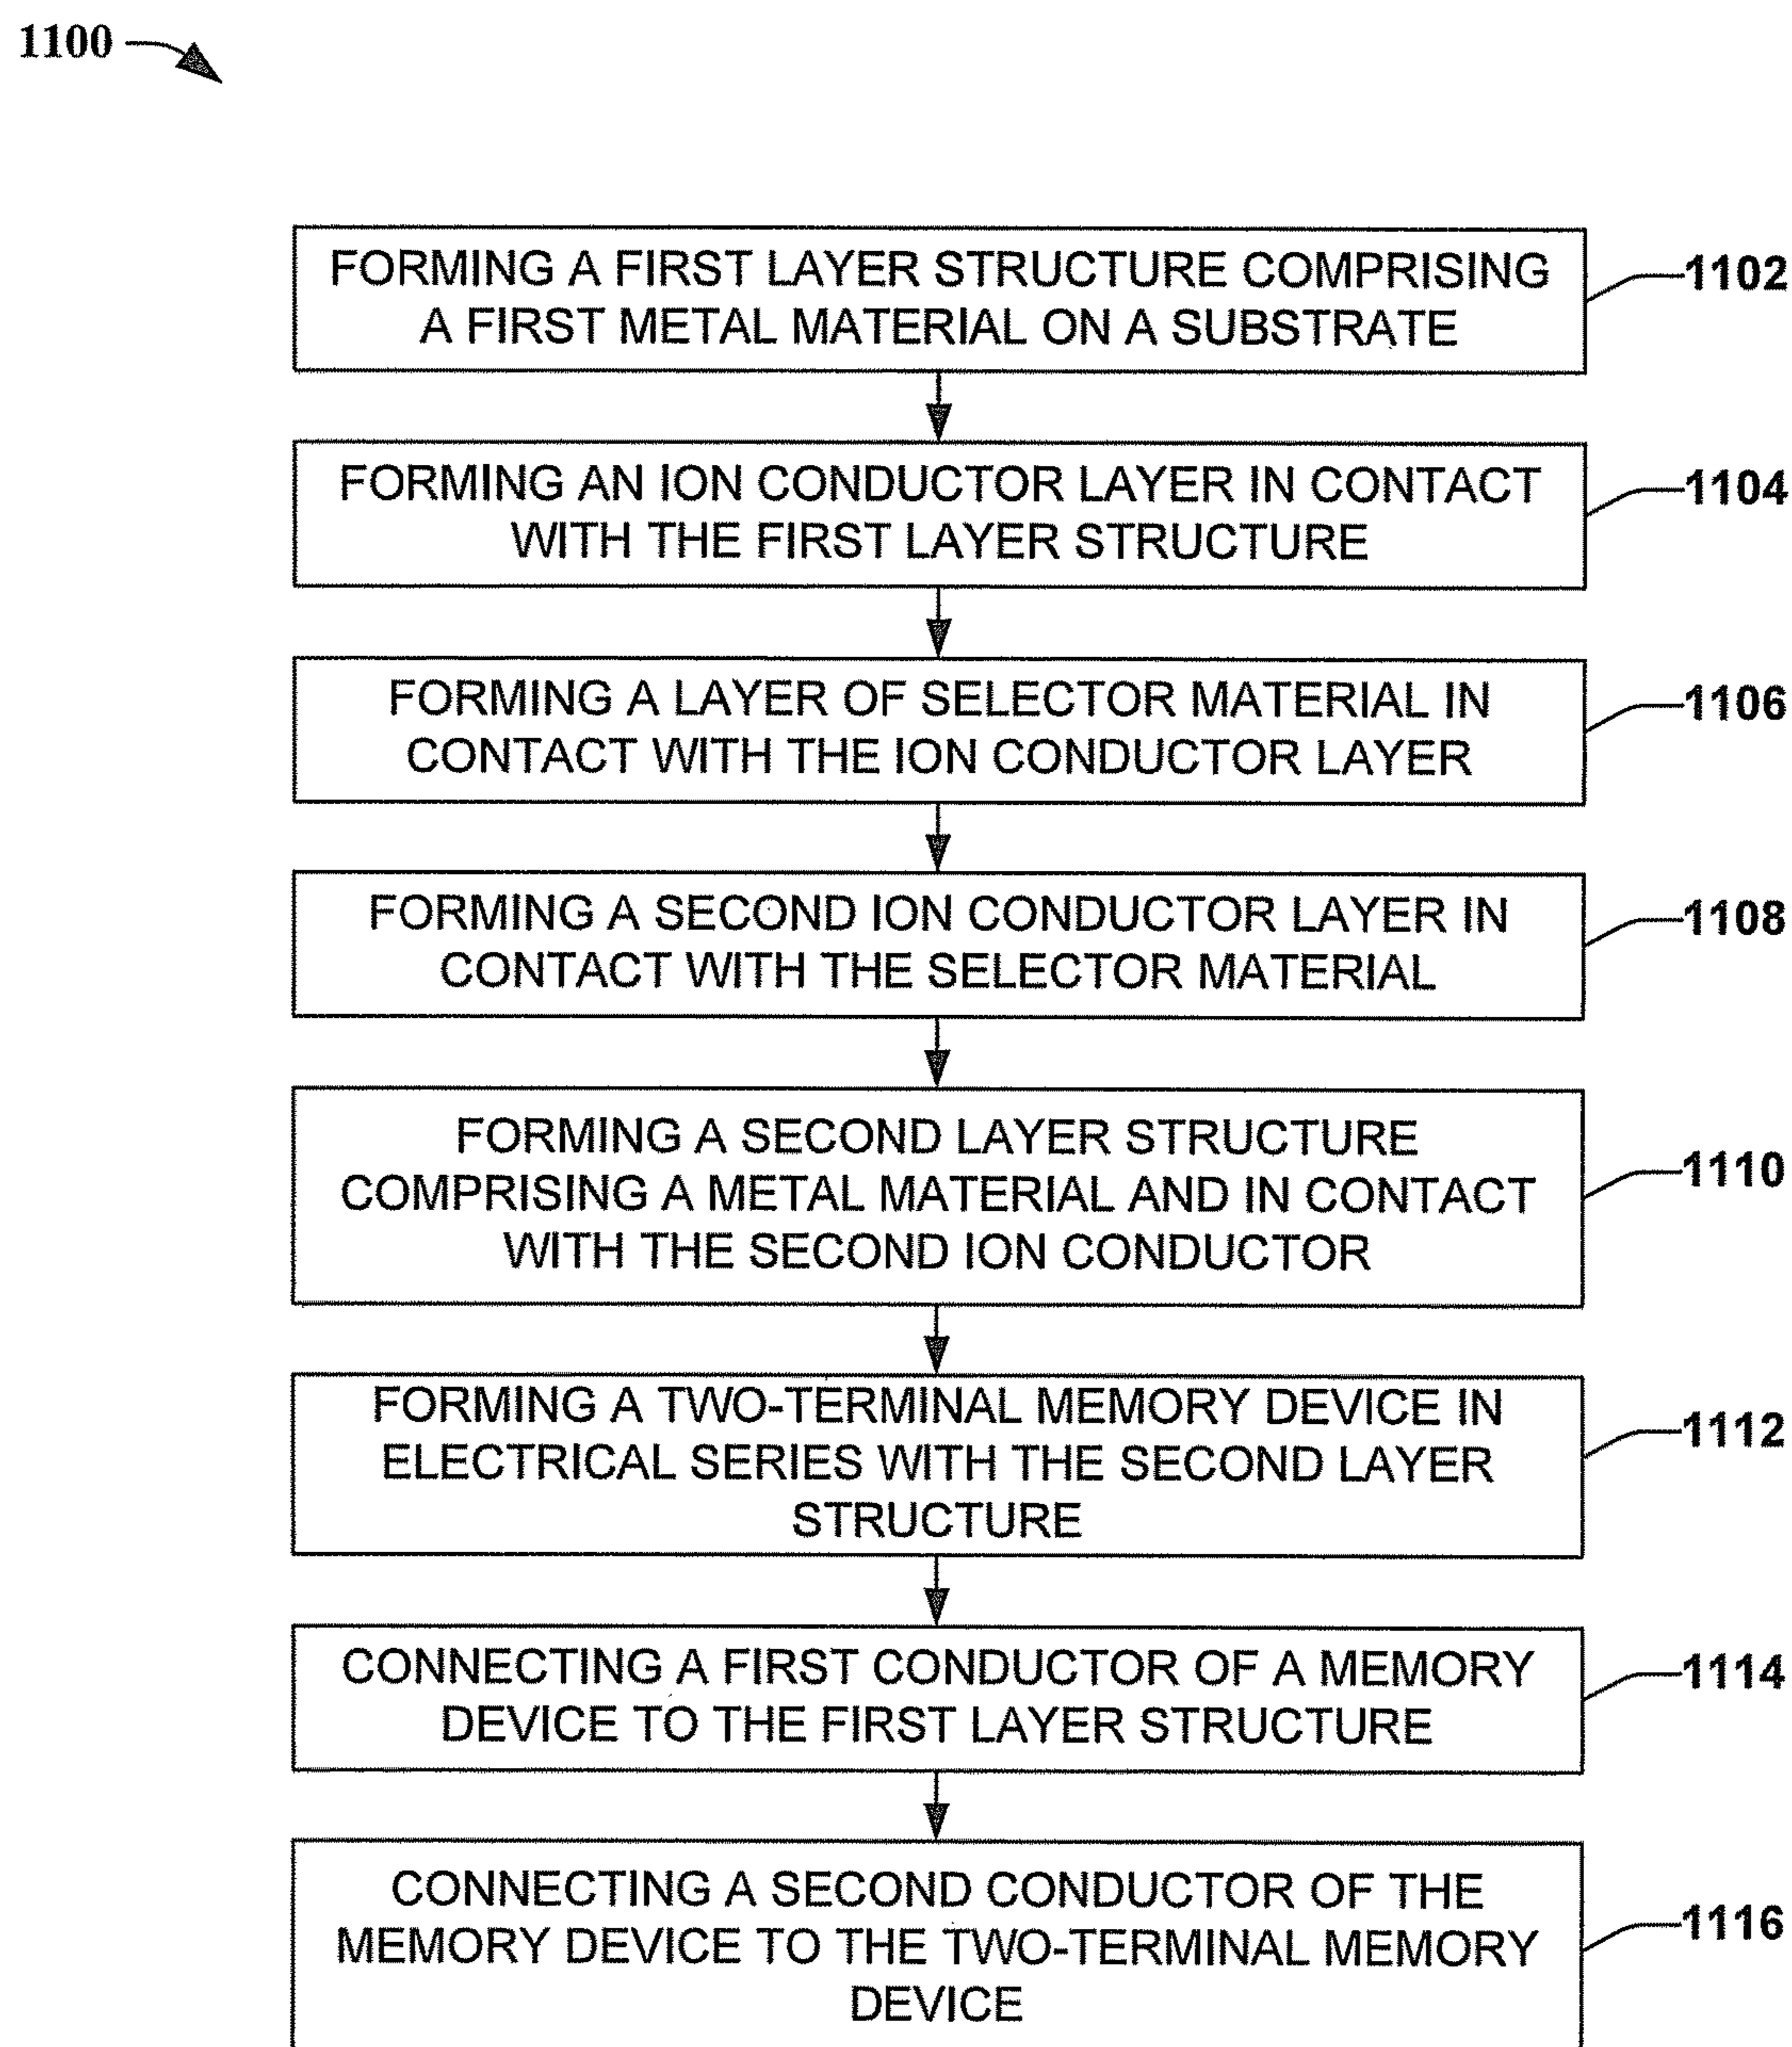 1100
FORMING A FIRST LAYER STRUCTURE COMPRISING
A FIRST METAL MATERIAL ON A SUBSTRATE
1102
FORMING AN ION CONDUCTOR LAYER IN CONTACT
WITH THE FIRST LAYER STRUCTURE
1104
FORMING A LAYER OF SELECTOR MATERIAL IN
CONTACT WITH THE ION CONDUCTOR LAYER
1106
FORMING A SECOND ION CONDUCTOR LAYER IN
CONTACT WITH THE SELECTOR MATERIAL
1108
FORMING A SECOND LAYER STRUCTURE
COMPRISING A METAL MATERIAL AND IN CONTACT
WITH THE SECOND ION CONDUCTOR
1110
FORMING A TWO-TERMINAL MEMORY DEVICE IN
ELECTRICAL SERIES WITH THE SECOND LAYER
STRUCTURE
1112
CONNECTING A FIRST CONDUCTOR OF A MEMORY
DEVICE TO THE FIRST LAYER STRUCTURE
1114
CONNECTING A SECOND CONDUCTOR OF THE
MEMORY DEVICE TO THE TWO-TERMINAL MEMORY
DEVICE
1116